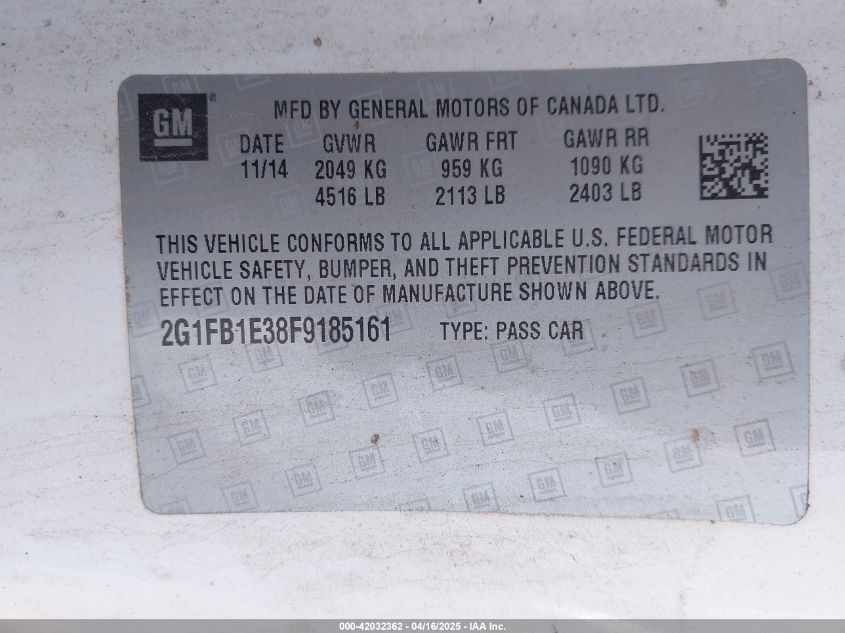 GM ®
MFD BY GENERAL MOTORS OF CANADA LTD.
DATE GVWR GAWR FRT GAWR RR
11/14 2049 KG 959 KG 1090 KG
4516 LB 2113 LB 2403 LB
THIS VEHICLE CONFORMS TO ALL APPLICABLE U.S. FEDERAL MOTOR
VEHICLE SAFETY, BUMPER, AND THEFT PREVENTION STANDARDS IN
EFFECT ON THE DATE OF MANUFACTURE SHOWN ABOVE.
2G1FB1E38F9185161 TYPE: PASS CAR
000-42032362 - 04/16/2025 - IAA Inc.